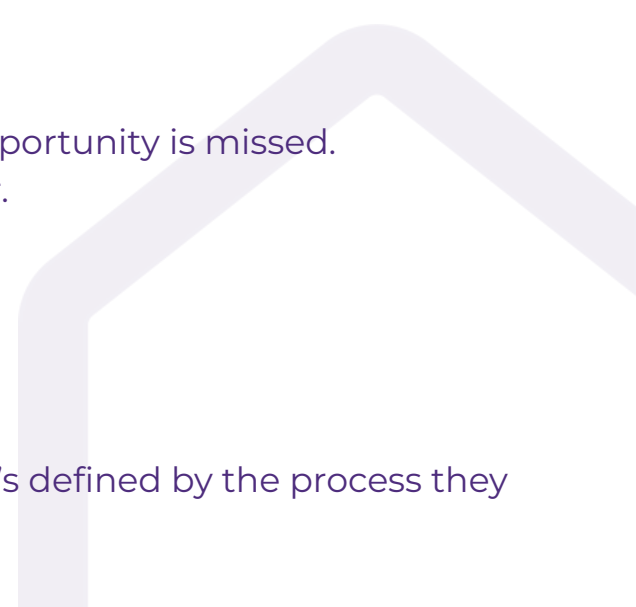 portunity is missed.
.
's defined by the process they